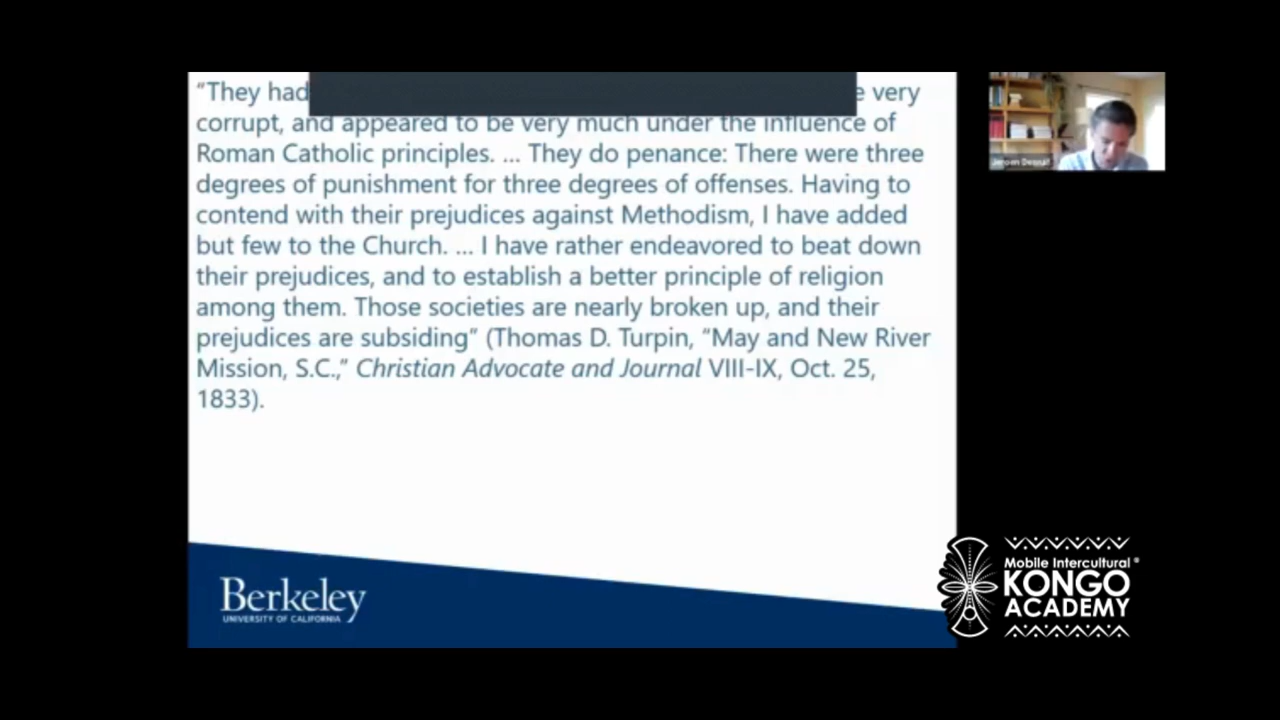 “They had e very
corrupt, and appeared to be very much under the influence of
Roman Catholic principles. ... They do penance: There were three
degrees of punishment for three degrees of offenses. Having to
contend with their prejudices against Methodism, I have added
but few to the Church. ... I have rather endeavored to beat down
their prejudices, and to establish a better principle of religion
among them. Those societies are nearly broken up, and their
prejudices are subsiding” (Thomas D. Turpin, “May and New River
Mission, S.C.,” Christian Advocate and Journal VIII-IX, Oct. 25,
1833).
Jeroen Dewulf
Berkeley
UNIVERSITY OF CALIFORNIA
Mobile Intercultural ®
KONGO
ACADEMY